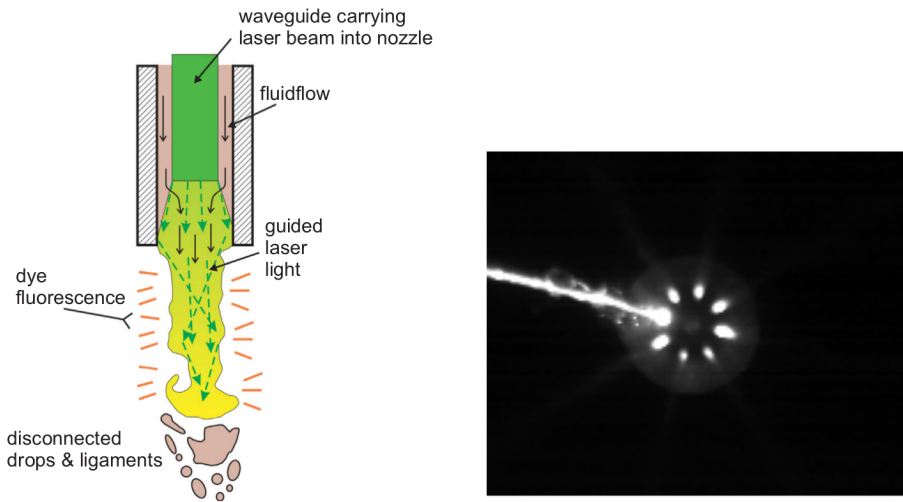 waveguide carrying
laser beam into nozzle
fluidflow
guided
laser
light
dye
fluorescence
disconnected
drops & ligaments